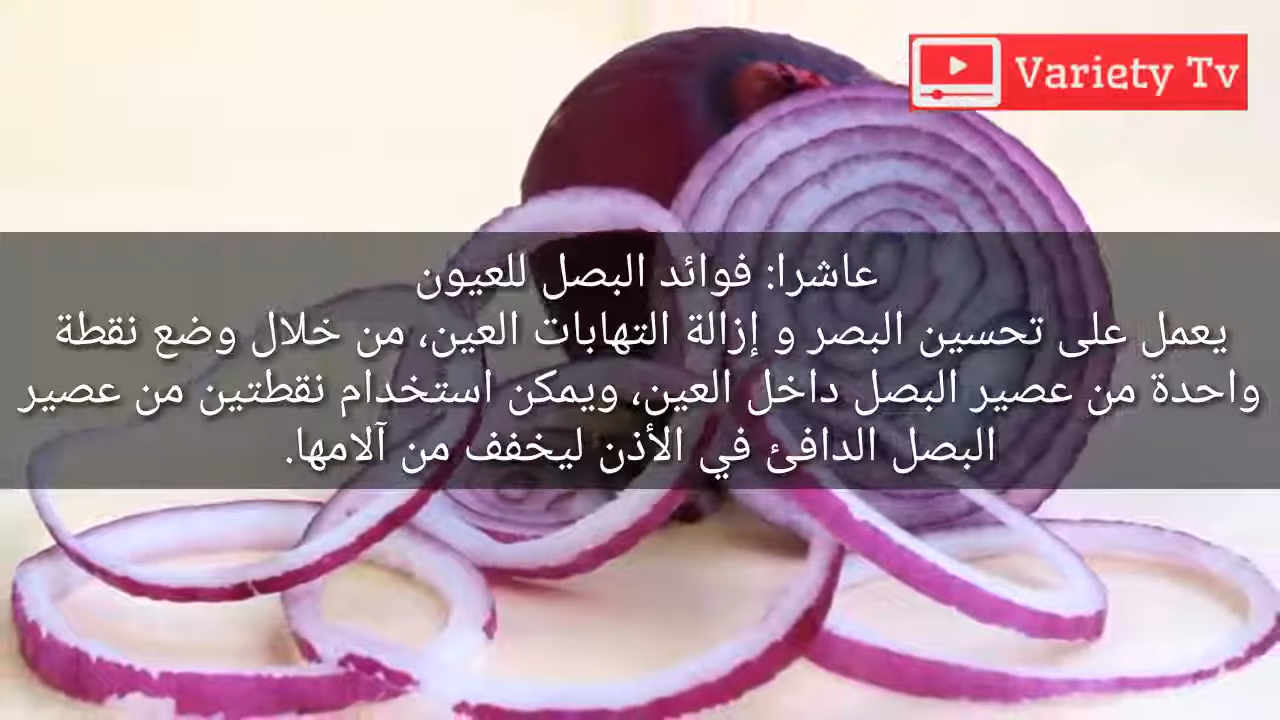 Variety Tv
عاشرا: فوائد البصل للعيون
يعمل على تحسين البصر و إزالة التهابات العين، من خلال وضع نقطة
واحدة من عصير البصل داخل العين، ويمكن استخدام نقطتين من عصير
البصل الدافئ في الأذن ليخفف من آلامها.